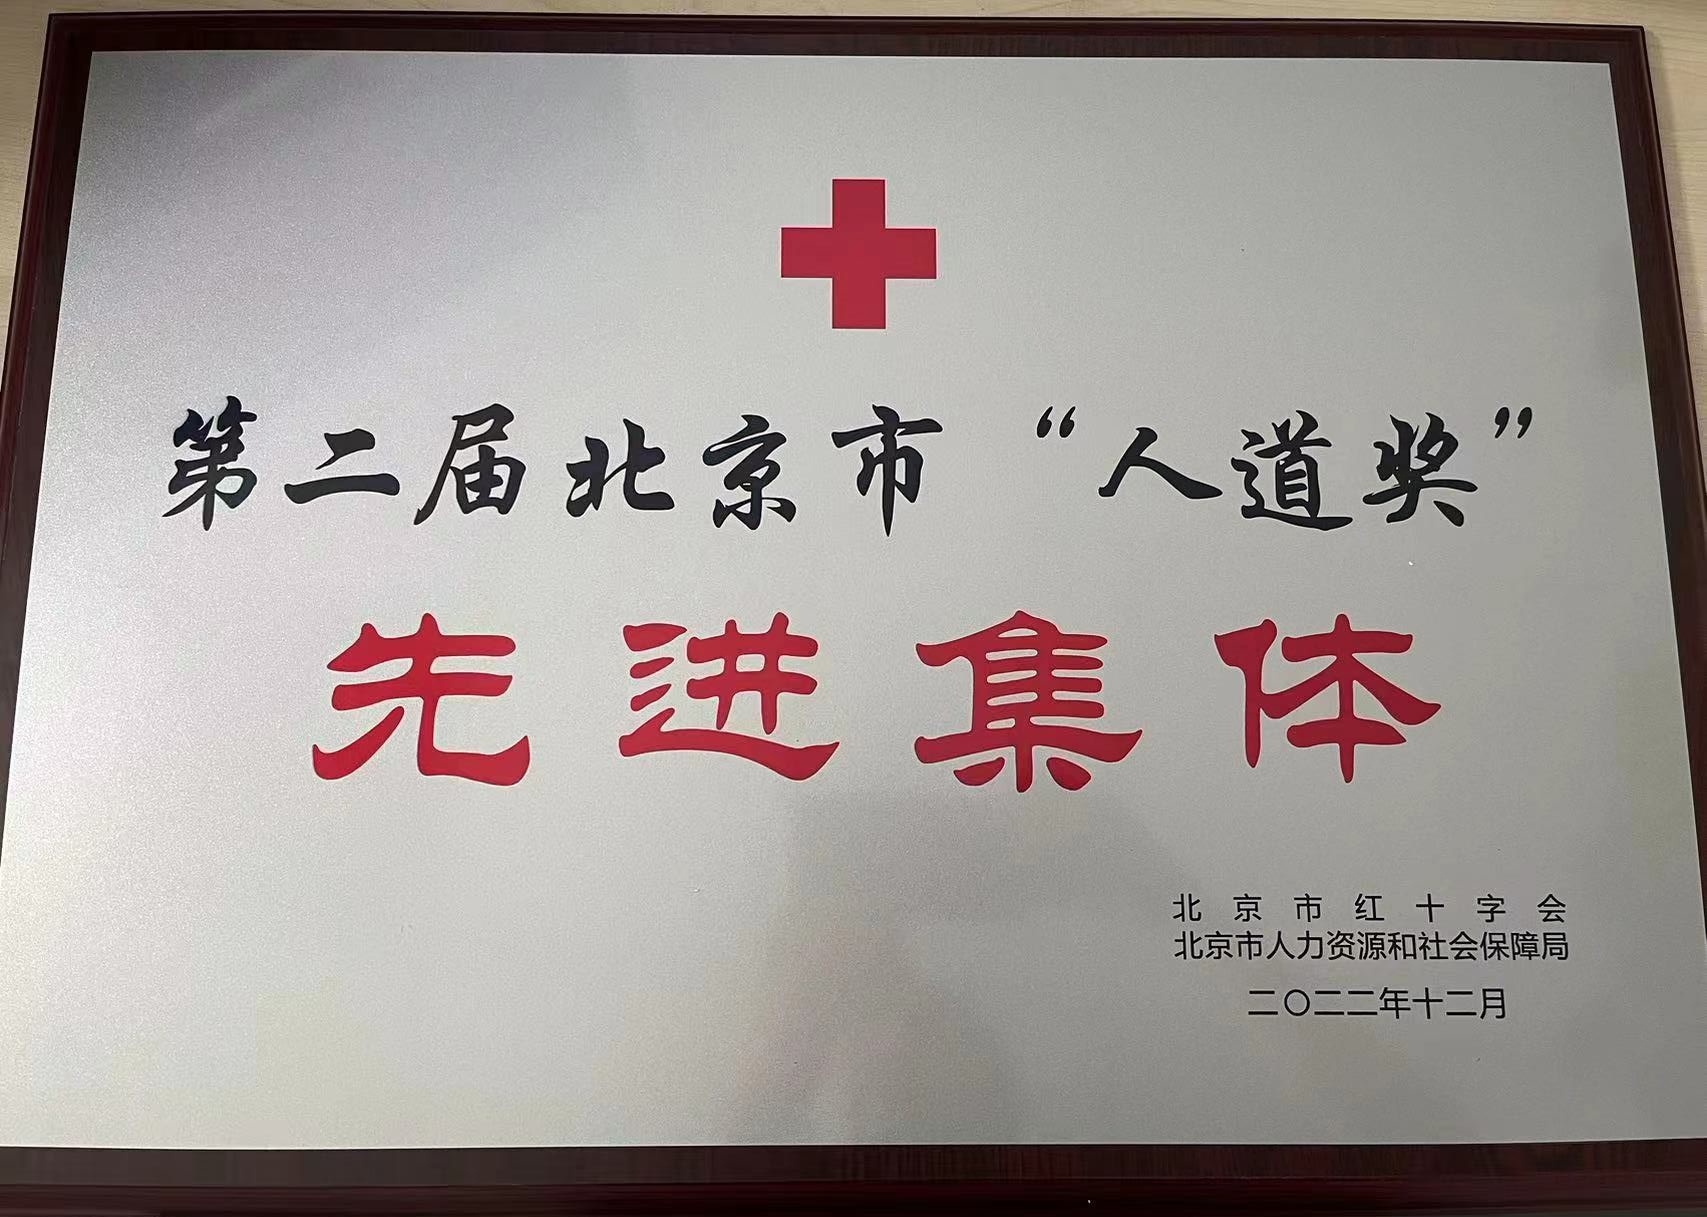 第二届北京市“人道奖”
先进集体
北京市红十字会
北京市人力资源和社会保障局
二〇二二年十二月